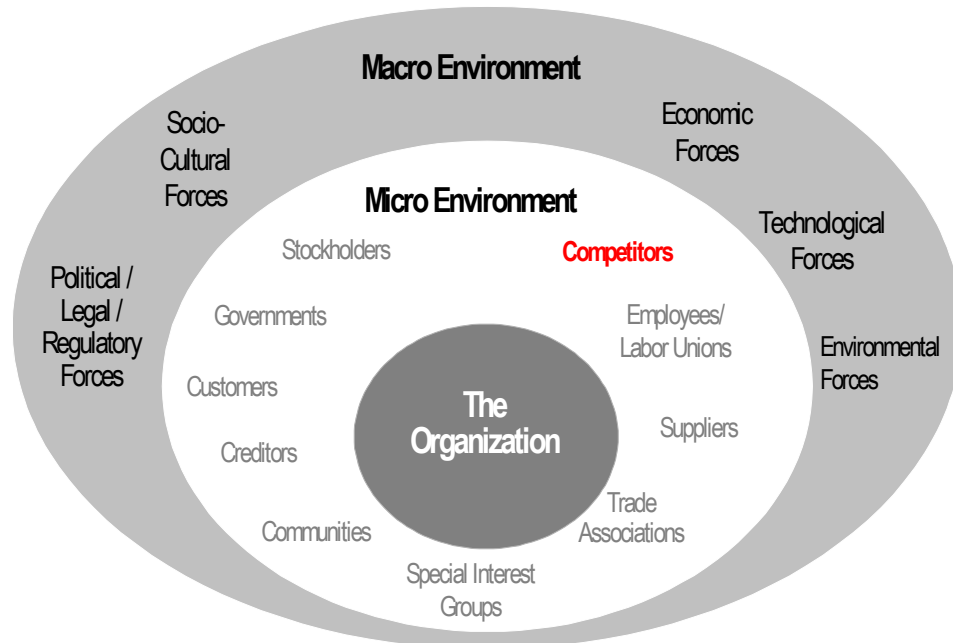 Macro Environment
Socio-
Cultural
Forces
Economic
Forces
Micro Environment
Stockholders
Competitors
Technological
Forces
Political /
Legal /
Regulatory
Forces
Governments
Employees/
Labor Unions
Environmental
Forces
Customers
The
Organization
Suppliers
Creditors
Trade
Associations
Communities
Special Interest
Groups